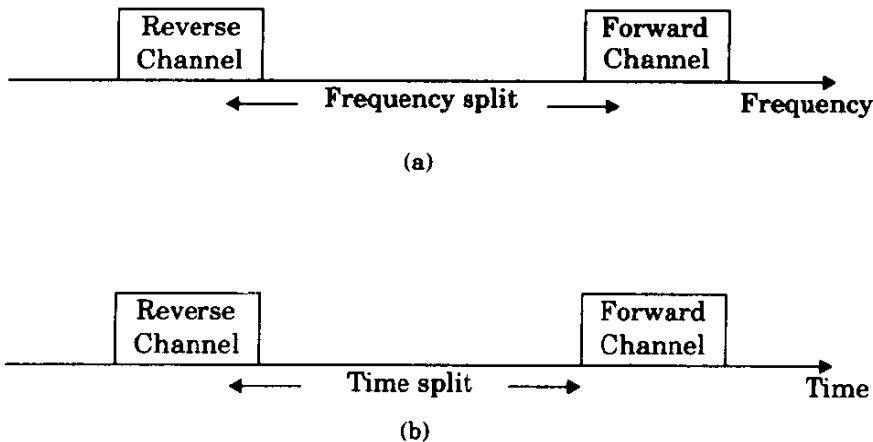 Reverse Channel
Forward Channel
Frequency split
Frequency
(a)
Reverse Channel
Forward Channel
Time split
Time
(b)